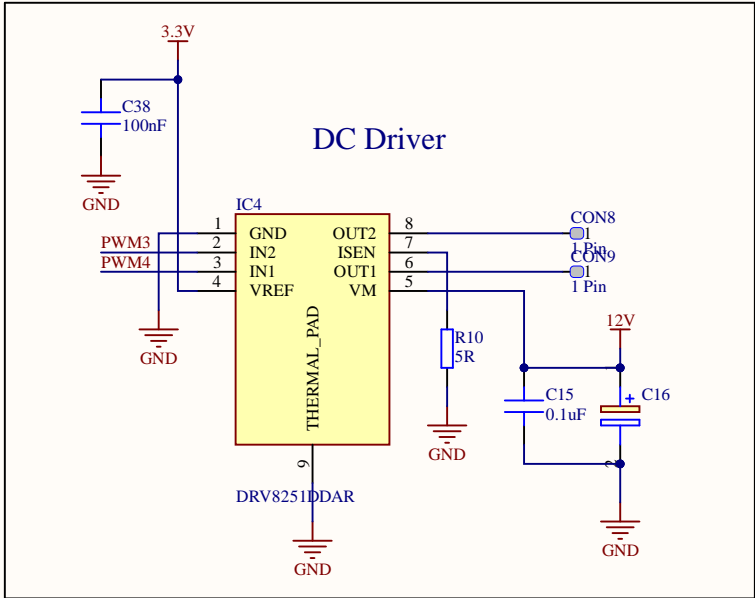 3.3V
C38
100nF
GND
DC Driver
IC4
1 GND OUT2 8
2 IN2 ISEN 7
3 IN1 OUT1 6
4 VREF VM 5
PWM3
PWM4
GND
THERMAL_PAD
9
DRV8251DDAR
GND
CON8
1
1 Pin
CON9
1
1 Pin
R10
5R
GND
12V
1
C15
0.1uF
+
C16
2
GND